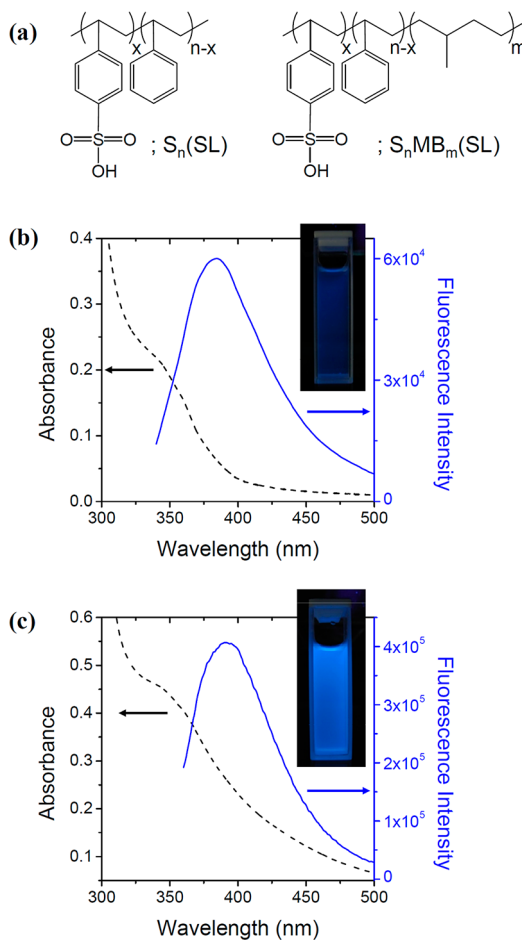 (a)
x n-x x n-x m
O=S=O ; Sₙ(SL) O=S=O ; SₙMBₘ(SL)
OH OH
(b)
0.4
0.3
0.2
0.1
0.0
Absorbance
6x10⁴
3x10⁴
0
Fluorescence Intensity
300 350 400 450 500
Wavelength (nm)
(c)
0.6
0.5
0.4
0.3
0.2
0.1
Absorbance
4x10⁵
3x10⁵
2x10⁵
1x10⁵
0
Fluorescence Intensity
300 350 400 450 500
Wavelength (nm)